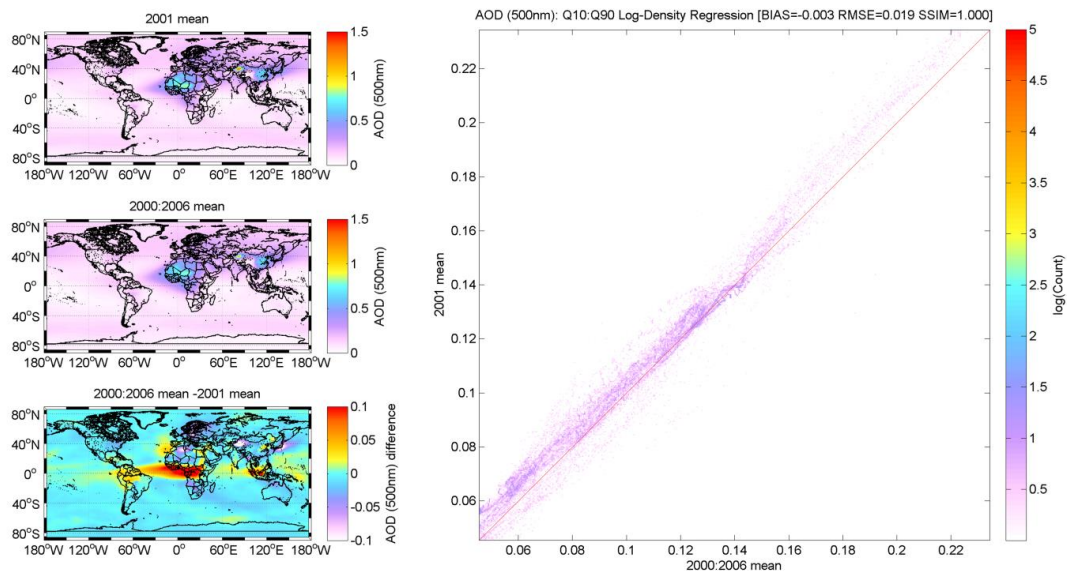 2001 mean
80°N
40°N
0°
40°S
80°S
180°W 120°W 60°W 0° 60°E 120°E 180°W
1.5
1
0.5
0
AOD (500nm)
2000:2006 mean
80°N
40°N
0°
40°S
80°S
180°W 120°W 60°W 0° 60°E 120°E 180°W
1.5
1
0.5
0
AOD (500nm)
2000:2006 mean -2001 mean
80°N
40°N
0°
40°S
80°S
180°W 120°W 60°W 0° 60°E 120°E 180°W
0.1
0.05
0
-0.05
-0.1
AOD (500nm) difference
AOD (500nm): Q10:Q90 Log-Density Regression [BIAS=-0.003 RMSE=0.019 SSIM=1.000]
2001 mean
0.22
0.2
0.18
0.16
0.14
0.12
0.1
0.08
0.06
0.06 0.08 0.1 0.12 0.14 0.16 0.18 0.2 0.22
2000:2006 mean
5
4.5
4
3.5
3
2.5
2
1.5
1
0.5
log(Count)